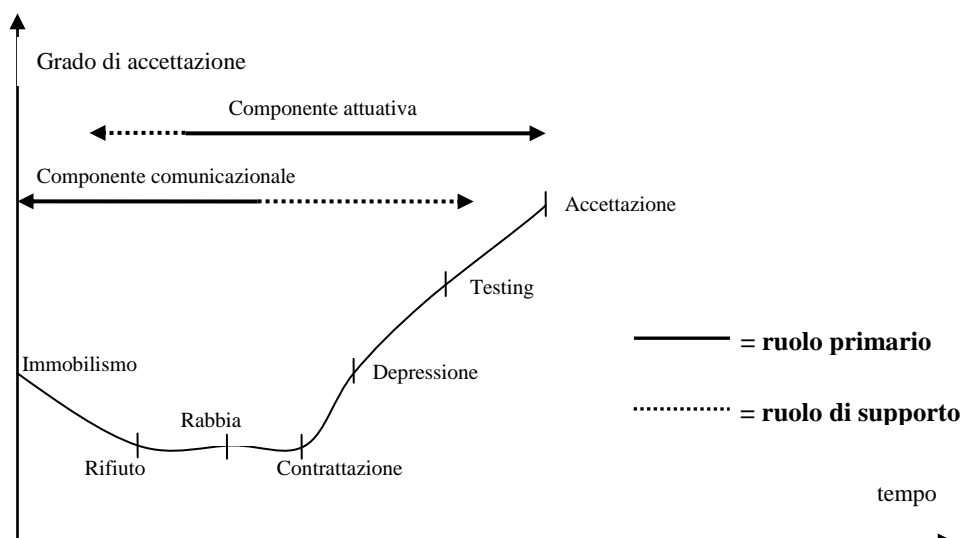 Grado di accettazione
Componente attuativa
Componente comunicazionale
Accettazione
Testing
= ruolo primario
Immobilismo
Depressione
= ruolo di supporto
Rabbia
Rifiuto
Contrattazione
tempo